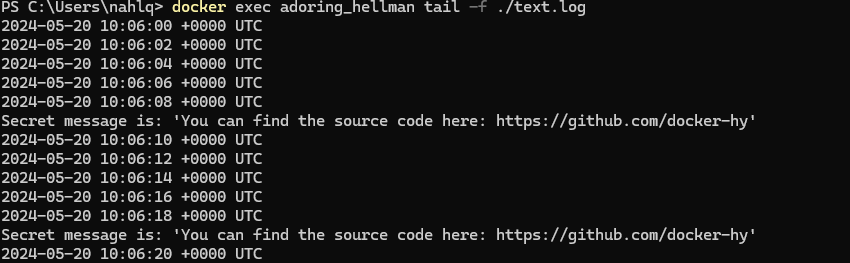 PS C:\Users\nahlq> docker exec adoring_hellman tail -f ./text.log
2024-05-20 10:06:00 +0000 UTC
2024-05-20 10:06:02 +0000 UTC
2024-05-20 10:06:04 +0000 UTC
2024-05-20 10:06:06 +0000 UTC
2024-05-20 10:06:08 +0000 UTC
Secret message is: 'You can find the source code here: https://github.com/docker-hy'
2024-05-20 10:06:10 +0000 UTC
2024-05-20 10:06:12 +0000 UTC
2024-05-20 10:06:14 +0000 UTC
2024-05-20 10:06:16 +0000 UTC
2024-05-20 10:06:18 +0000 UTC
Secret message is: 'You can find the source code here: https://github.com/docker-hy'
2024-05-20 10:06:20 +0000 UTC